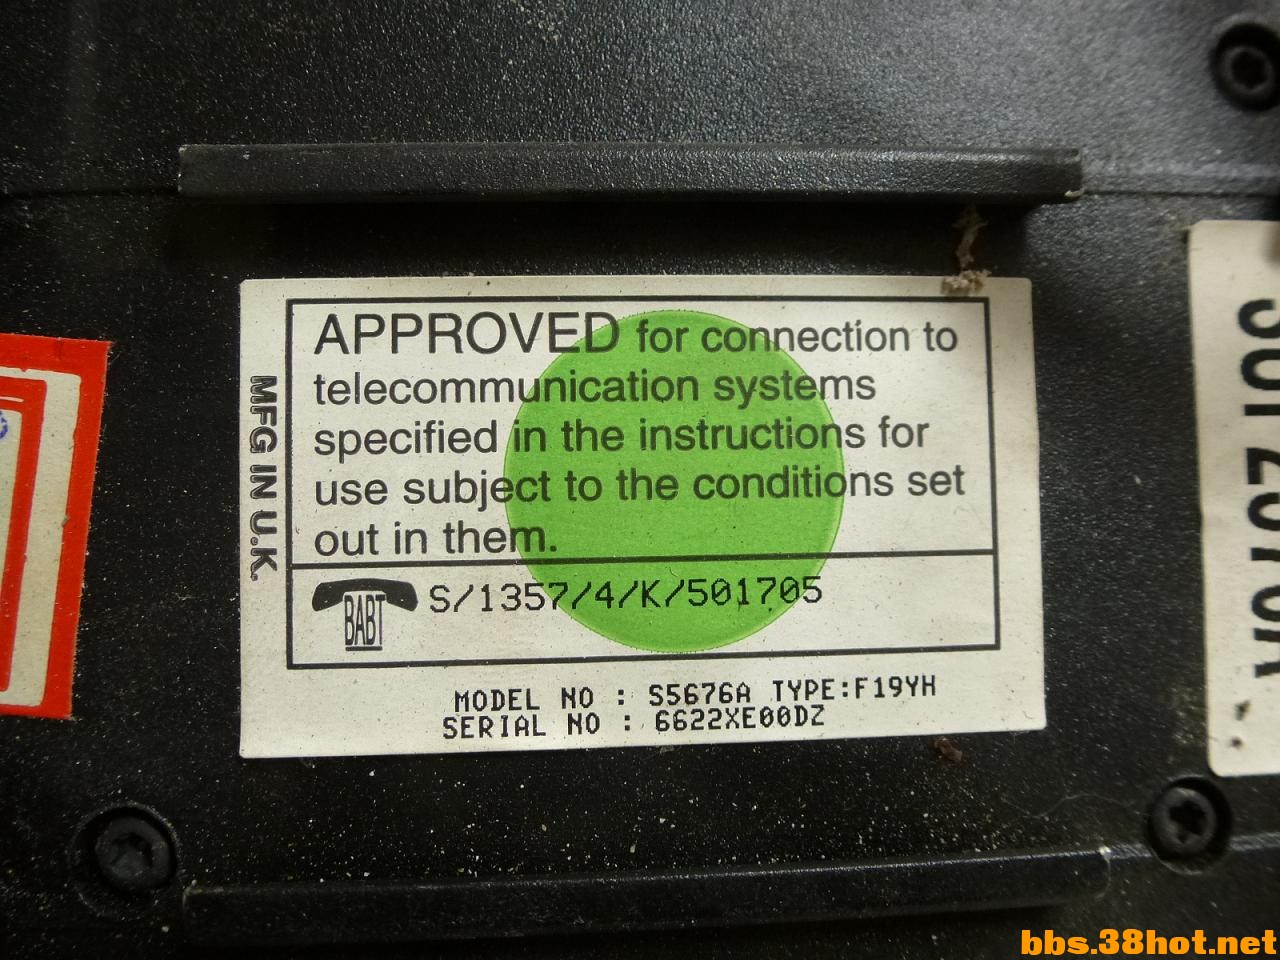 APPROVED for connection to
telecommunication systems
specified in the instructions for
use subject to the conditions set
out in them.
MFG IN U.K.
BABT
S/1357/4/K/501705
MODEL NO : S5676A TYPE:F19YH
SERIAL NO : 6622XE00DZ
bbs.38hot.net